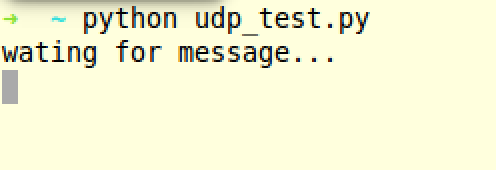 ➜  ~ python udp_test.py
wating for message...